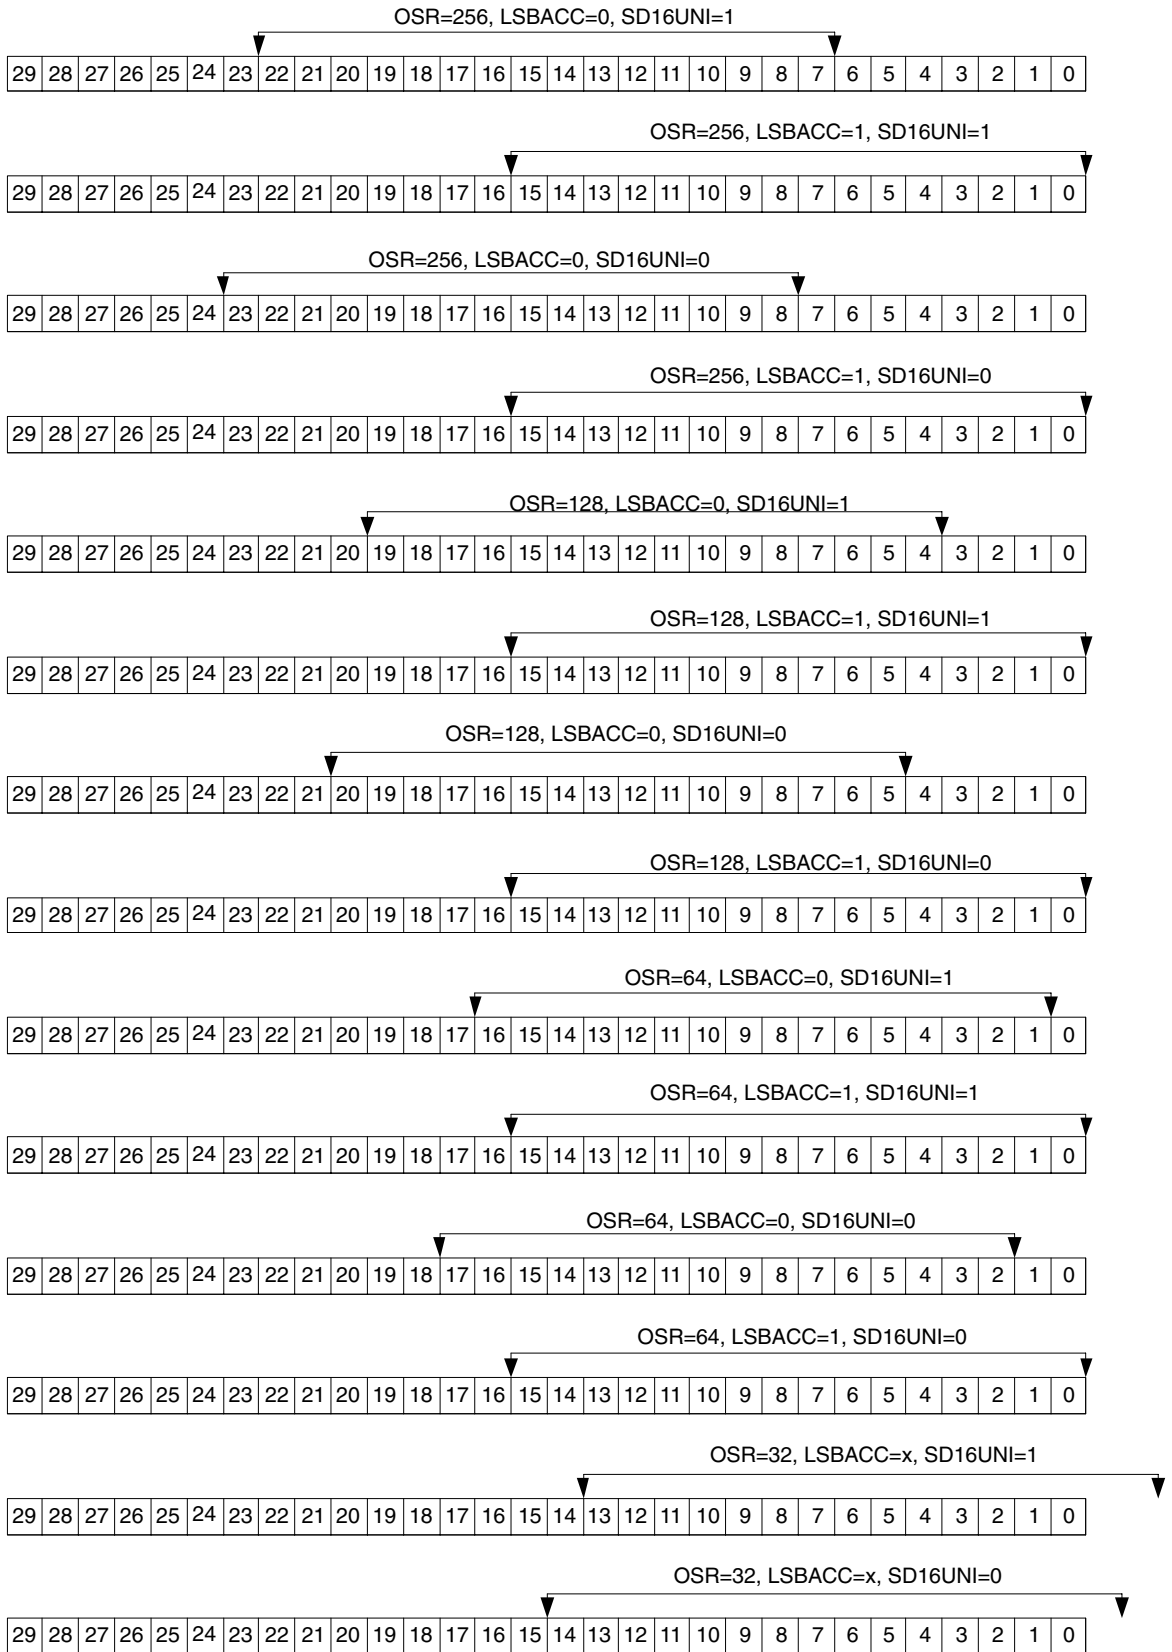 OSR=256, LSBACC=0, SD16UNI=1
29 28 27 26 25 24 23 22 21 20 19 18 17 16 15 14 13 12 11 10 9 8 7 6 5 4 3 2 1 0
OSR=256, LSBACC=1, SD16UNI=1
29 28 27 26 25 24 23 22 21 20 19 18 17 16 15 14 13 12 11 10 9 8 7 6 5 4 3 2 1 0
OSR=256, LSBACC=0, SD16UNI=0
29 28 27 26 25 24 23 22 21 20 19 18 17 16 15 14 13 12 11 10 9 8 7 6 5 4 3 2 1 0
OSR=256, LSBACC=1, SD16UNI=0
29 28 27 26 25 24 23 22 21 20 19 18 17 16 15 14 13 12 11 10 9 8 7 6 5 4 3 2 1 0
OSR=128, LSBACC=0, SD16UNI=1
29 28 27 26 25 24 23 22 21 20 19 18 17 16 15 14 13 12 11 10 9 8 7 6 5 4 3 2 1 0
OSR=128, LSBACC=1, SD16UNI=1
29 28 27 26 25 24 23 22 21 20 19 18 17 16 15 14 13 12 11 10 9 8 7 6 5 4 3 2 1 0
OSR=128, LSBACC=0, SD16UNI=0
29 28 27 26 25 24 23 22 21 20 19 18 17 16 15 14 13 12 11 10 9 8 7 6 5 4 3 2 1 0
OSR=128, LSBACC=1, SD16UNI=0
29 28 27 26 25 24 23 22 21 20 19 18 17 16 15 14 13 12 11 10 9 8 7 6 5 4 3 2 1 0
OSR=64, LSBACC=0, SD16UNI=1
29 28 27 26 25 24 23 22 21 20 19 18 17 16 15 14 13 12 11 10 9 8 7 6 5 4 3 2 1 0
OSR=64, LSBACC=1, SD16UNI=1
29 28 27 26 25 24 23 22 21 20 19 18 17 16 15 14 13 12 11 10 9 8 7 6 5 4 3 2 1 0
OSR=64, LSBACC=0, SD16UNI=0
29 28 27 26 25 24 23 22 21 20 19 18 17 16 15 14 13 12 11 10 9 8 7 6 5 4 3 2 1 0
OSR=64, LSBACC=1, SD16UNI=0
29 28 27 26 25 24 23 22 21 20 19 18 17 16 15 14 13 12 11 10 9 8 7 6 5 4 3 2 1 0
OSR=32, LSBACC=x, SD16UNI=1
29 28 27 26 25 24 23 22 21 20 19 18 17 16 15 14 13 12 11 10 9 8 7 6 5 4 3 2 1 0
OSR=32, LSBACC=x, SD16UNI=0
29 28 27 26 25 24 23 22 21 20 19 18 17 16 15 14 13 12 11 10 9 8 7 6 5 4 3 2 1 0